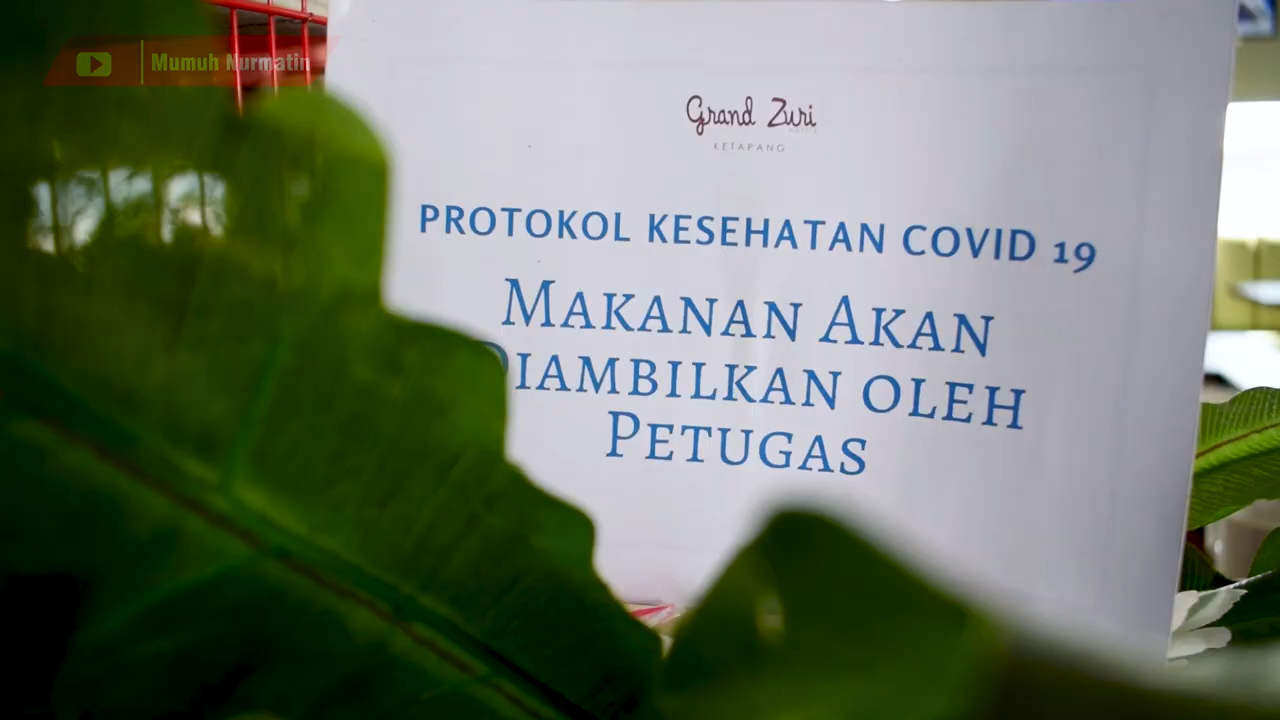 Mumuh Nurmatin
Grand Zuri
KETAPANG
PROTOKOL KESEHATAN COVID 19
MAKANAN AKAN
DIAMBILKAN OLEH
PETUGAS